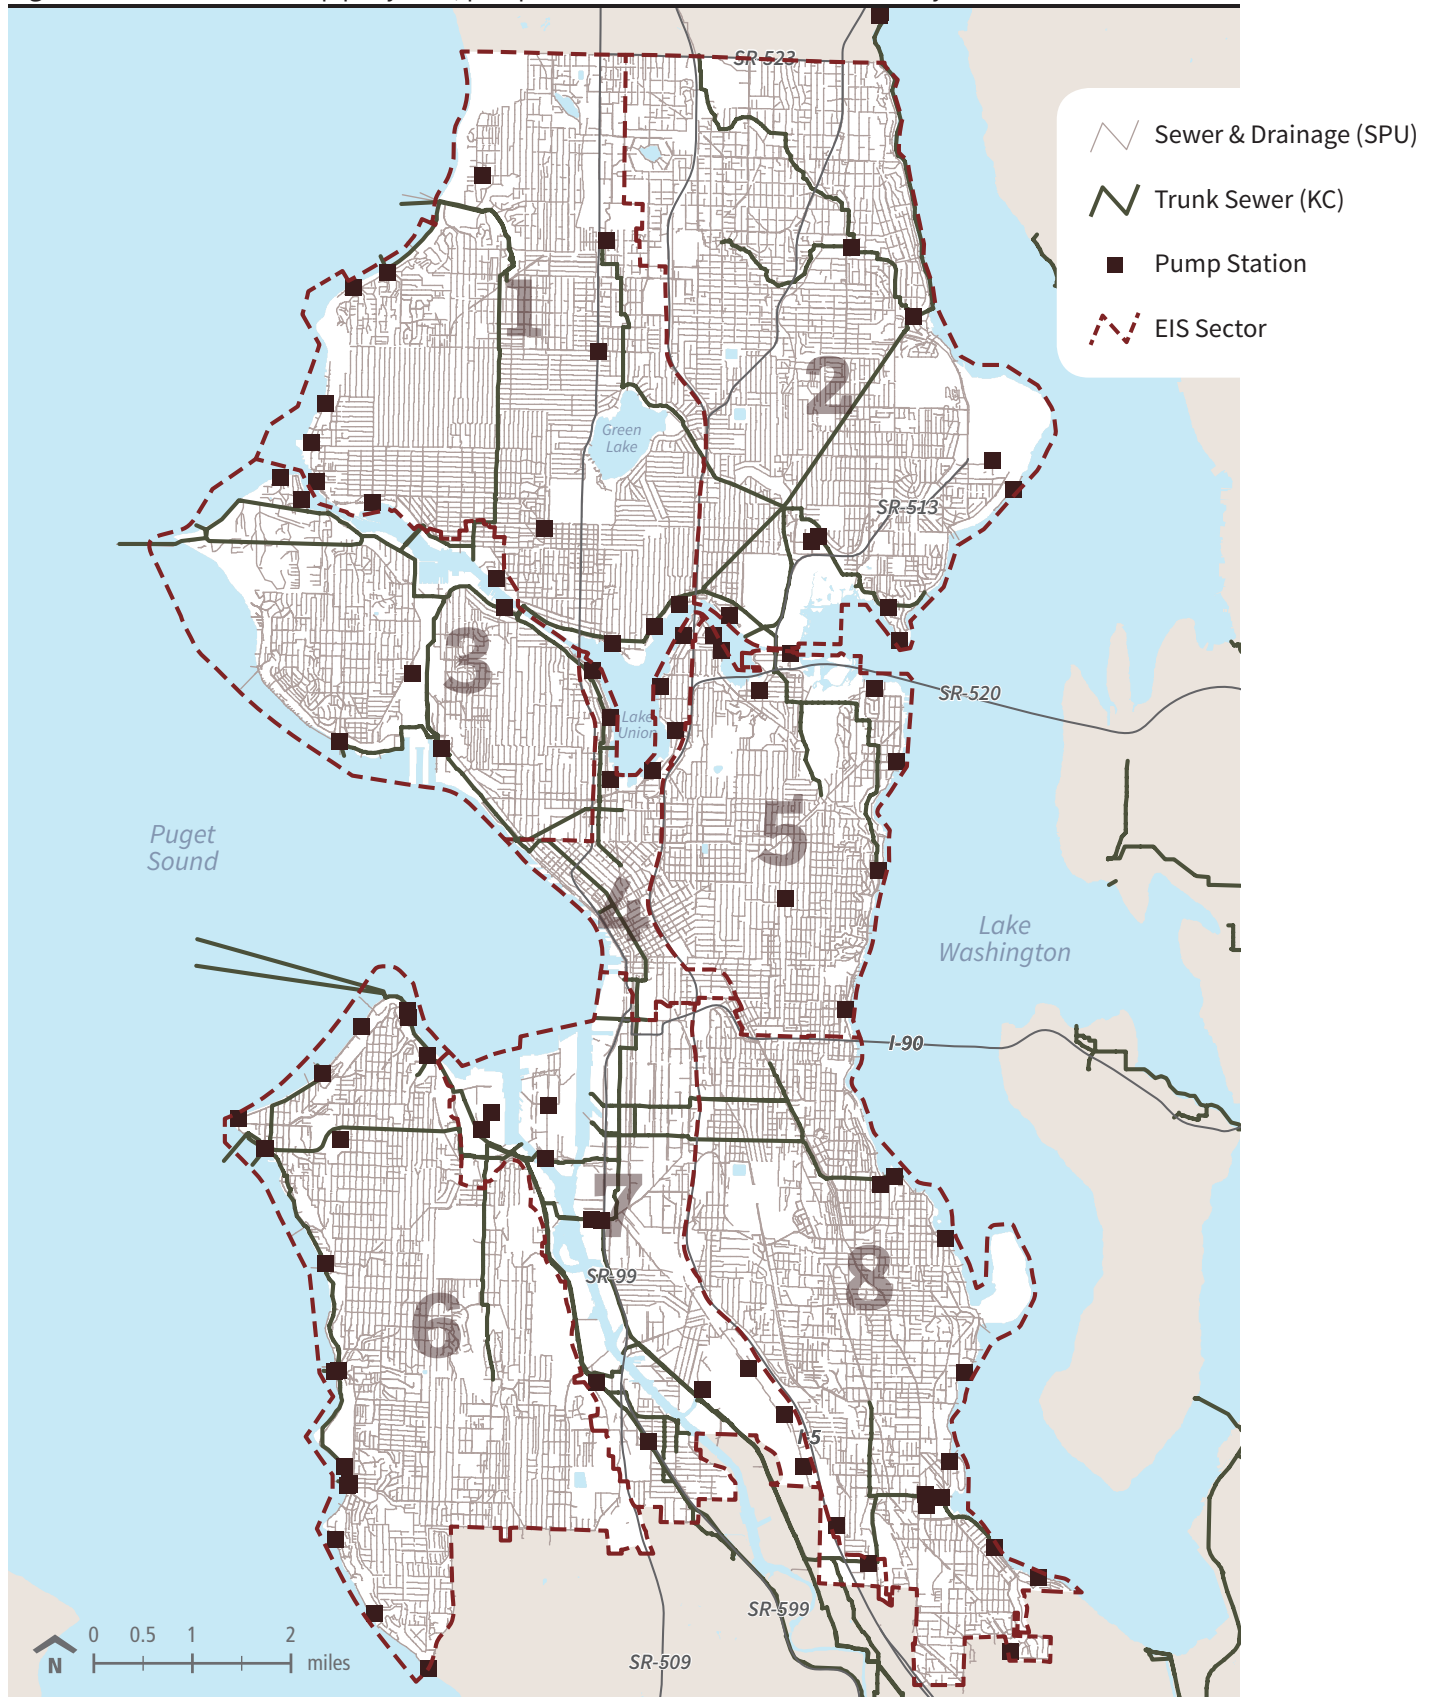 SR-523
Sewer & Drainage (SPU)
Trunk Sewer (KC)
Pump Station
EIS Sector
1
2
Green
Lake
SR-513
3
SR-520
Lake
Union
5
Puget
Sound
4
Lake
Washington
I-90
7
8
SR-99
6
I-5
SR-599
0 0.5 1 2
miles
N
SR-509